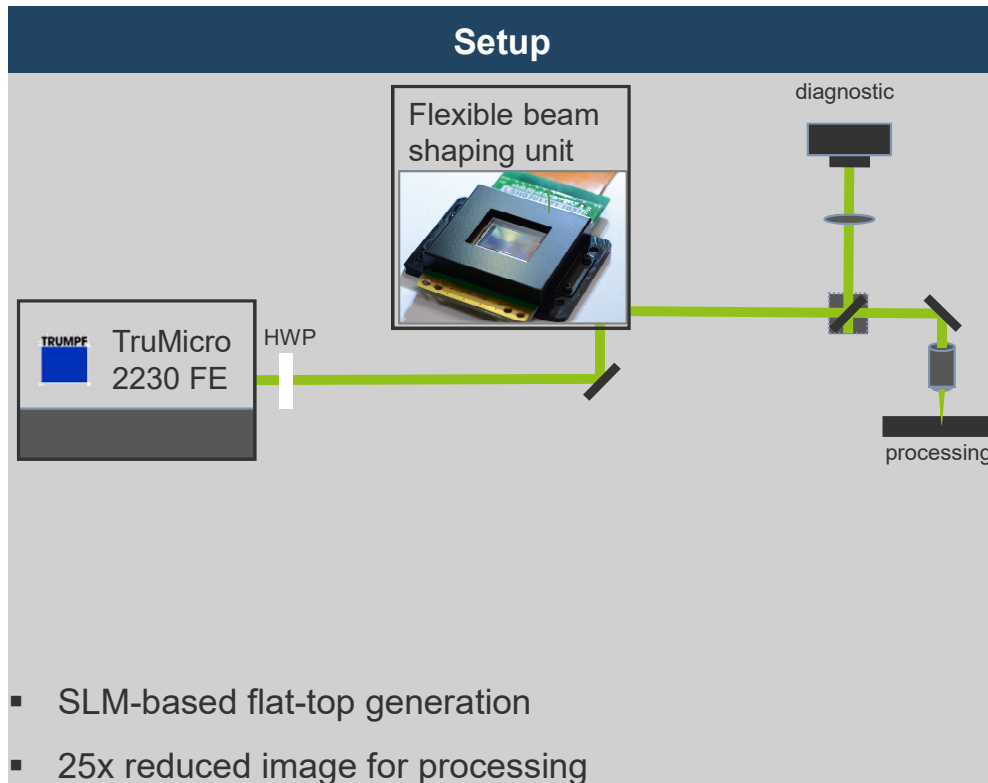 Setup
diagnostic
Flexible beam
shaping unit
TRUMPF
TruMicro
2230 FE
HWP
processing
▪ SLM-based flat-top generation
▪ 25x reduced image for processing